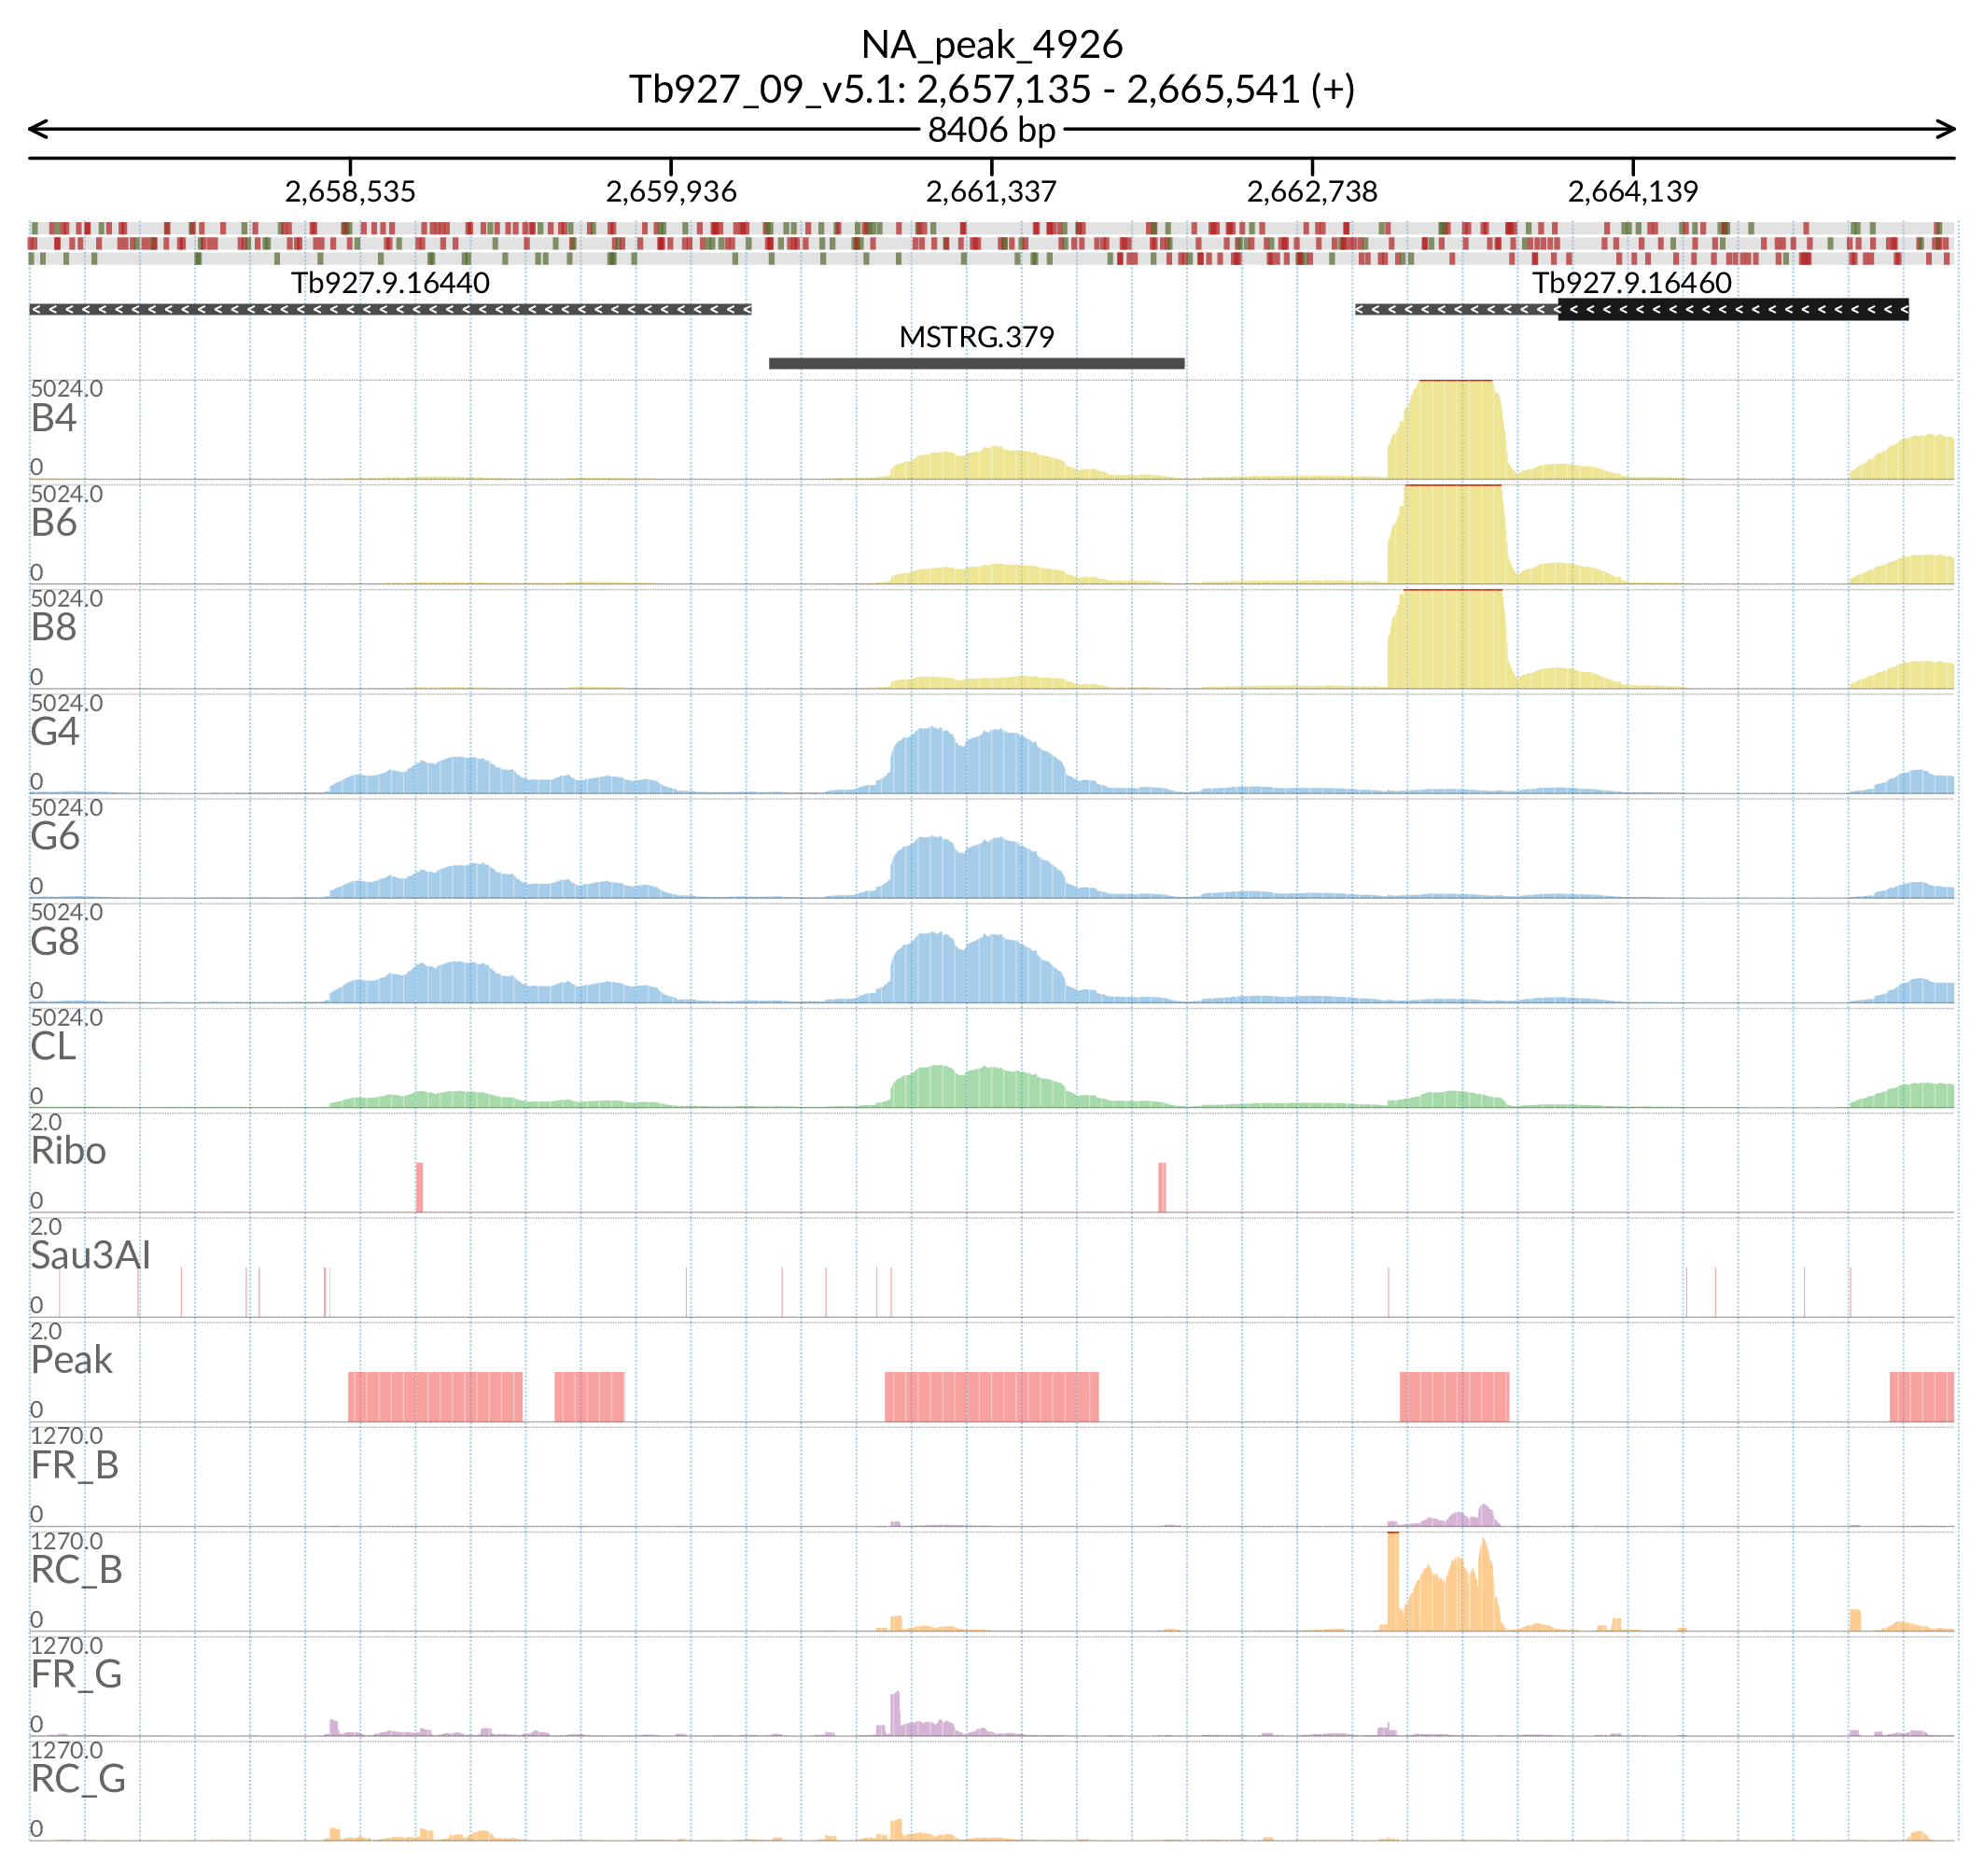 NA_peak_4926
Tb927_09_v5.1: 2,657,135 - 2,665,541 (+)
8406 bp
2,658,535 2,659,936 2,661,337 2,662,738 2,664,139
Tb927.9.16440 Tb927.9.16460
MSTRG.379
5024.0
B4
0
5024.0
B6
0
5024.0
B8
0
5024.0
G4
0
5024.0
G6
0
5024.0
G8
0
5024.0
CL
0
2.0
Ribo
0
2.0
Sau3AI
0
2.0
Peak
0
1270.0
FR_B
0
1270.0
RC_B
0
1270.0
FR_G
0
1270.0
RC_G
0